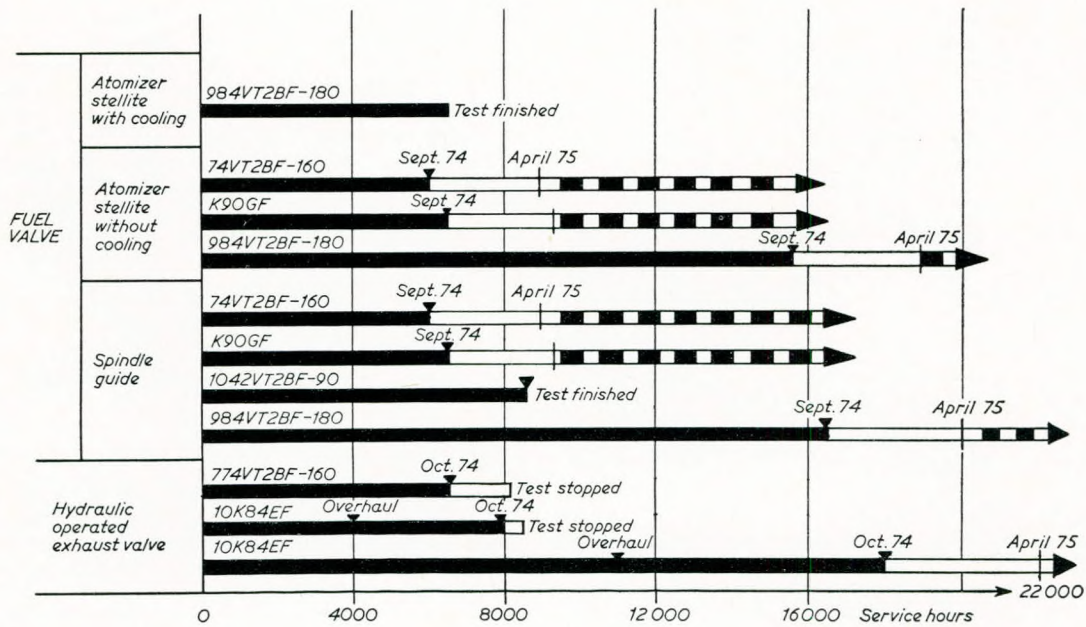 FUEL
VALVE
Atomizer
stellite
with cooling
984VT2BF-180
Test finished
Atomizer
stellite
without
cooling
74VT2BF-160
Sept. 74
April 75
K90GF
Sept. 74
984VT2BF-180
Sept. 74
April 75
Spindle
guide
74VT2BF-160
Sept. 74
April 75
K90GF
Sept. 74
1042VT2BF-90
Test finished
984VT2BF-180
Sept. 74
April 75
Hydraulic
operated
exhaust valve
774VT2BF-160
Oct. 74
Test stopped
10K84EF
Overhaul
Oct. 74
Test stopped
10K84EF
Overhaul
Oct. 74
April 75
0 4000 8000 12000 16000 Service hours 22000